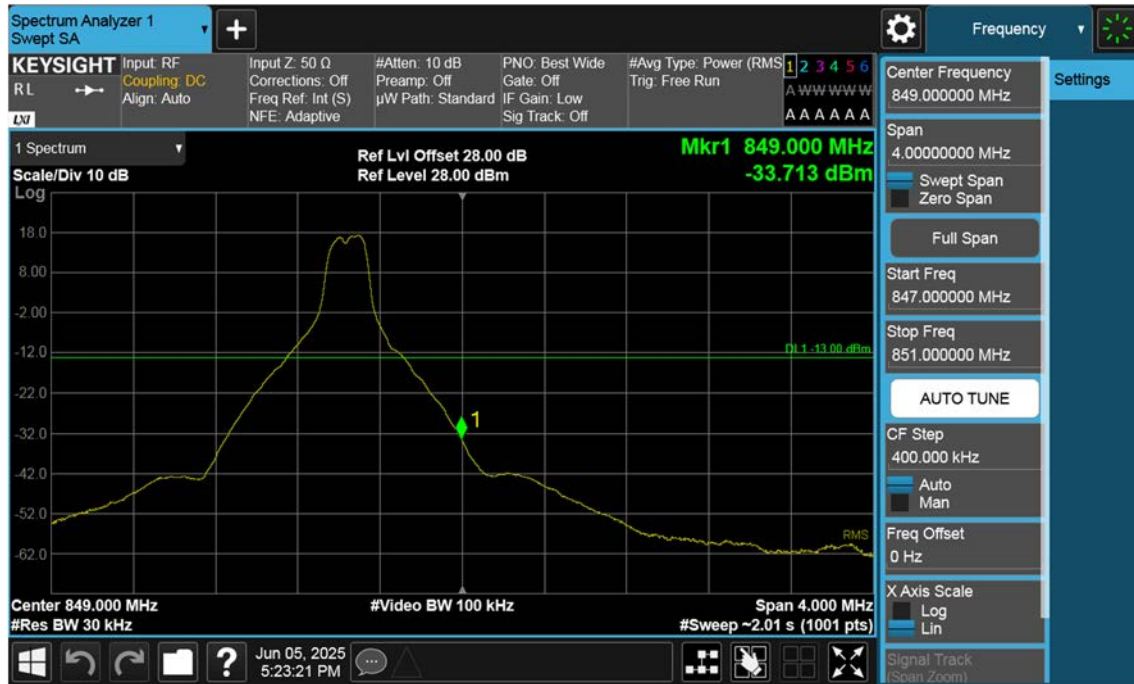 Spectrum Analyzer 1
Swept SA
+
Frequency
KEYSIGHT
RL
LXI
Input: RF
Coupling: DC
Align: Auto
Input Z: 50 Ω
Corrections: Off
Freq Ref: Int (S)
NFE: Adaptive
#Atten: 10 dB
Preamp: Off
µW Path: Standard
PNO: Best Wide
Gate: Off
IF Gain: Low
Sig Track: Off
#Avg Type: Power (RMS
Trig: Free Run
1 2 3 4 5 6
A W W W W W
A A A A A A
Center Frequency
849.000000 MHz
Settings
1 Spectrum
Scale/Div 10 dB
Ref Lvl Offset 28.00 dB
Ref Level 28.00 dBm
Mkr1 849.000 MHz
-33.713 dBm
Log
18.0
8.00
-2.00
-12.0
-22.0
-32.0
-42.0
-52.0
-62.0
DL1 -13.00 dBm
1
RMS
Center 849.000 MHz
#Res BW 30 kHz
#Video BW 100 kHz
Span 4.000 MHz
#Sweep ~2.01 s (1001 pts)
Span
4.00000000 MHz
Swept Span
Zero Span
Full Span
Start Freq
847.000000 MHz
Stop Freq
851.000000 MHz
AUTO TUNE
CF Step
400.000 kHz
Auto
Man
Freq Offset
0 Hz
X Axis Scale
Log
Lin
Signal Track
(Span Zoom)
?
Jun 05, 2025
5:23:21 PM